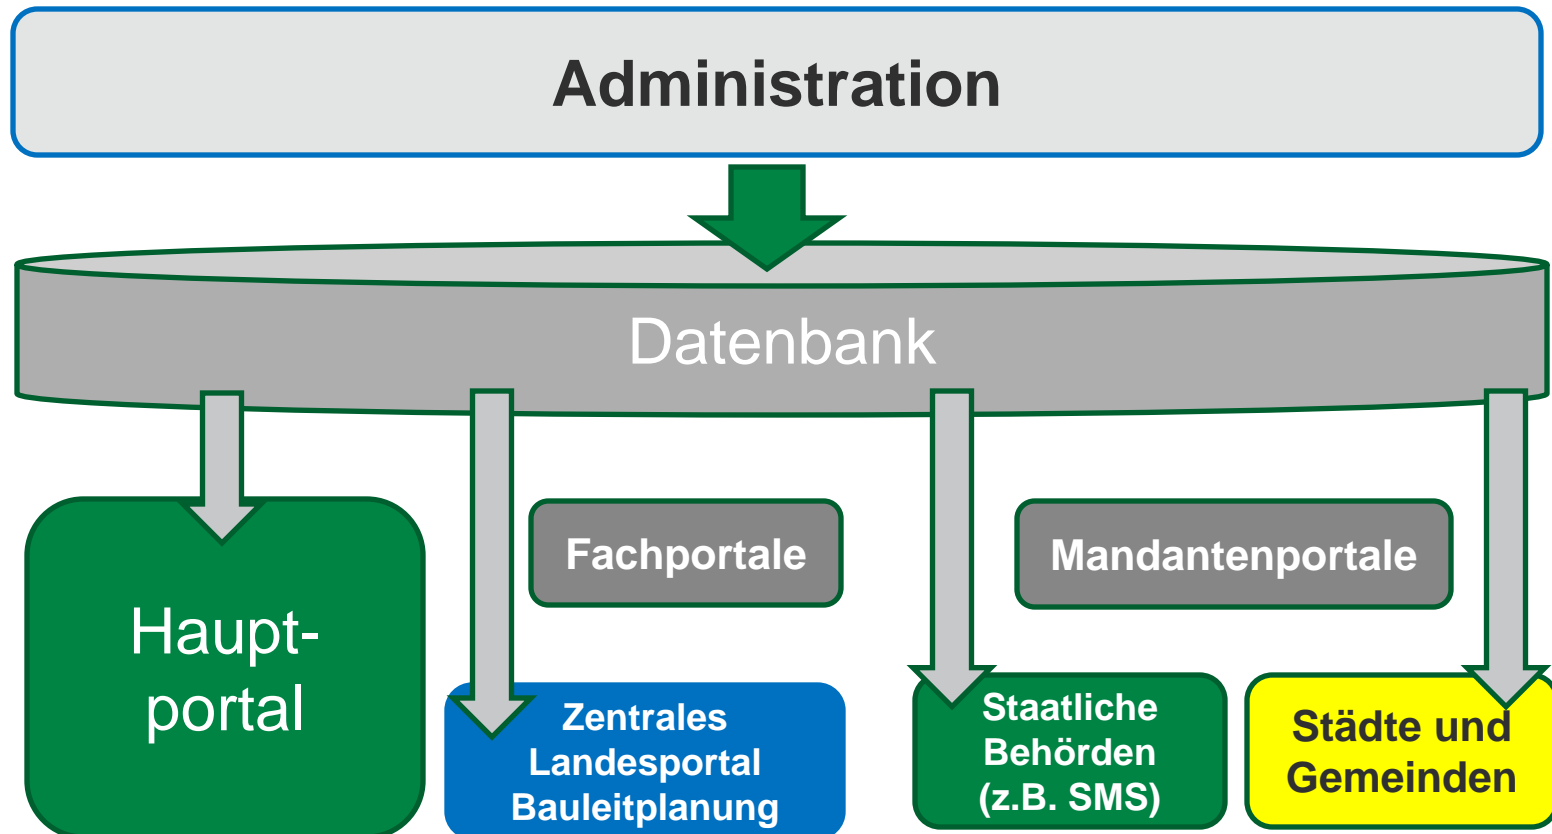 Administration
Datenbank
Fachportale
Mandantenportale
Haupt-
portal
Zentrales
Landesportal
Bauleitplanung
Staatliche
Behörden
(z.B. SMS)
Städte und
Gemeinden